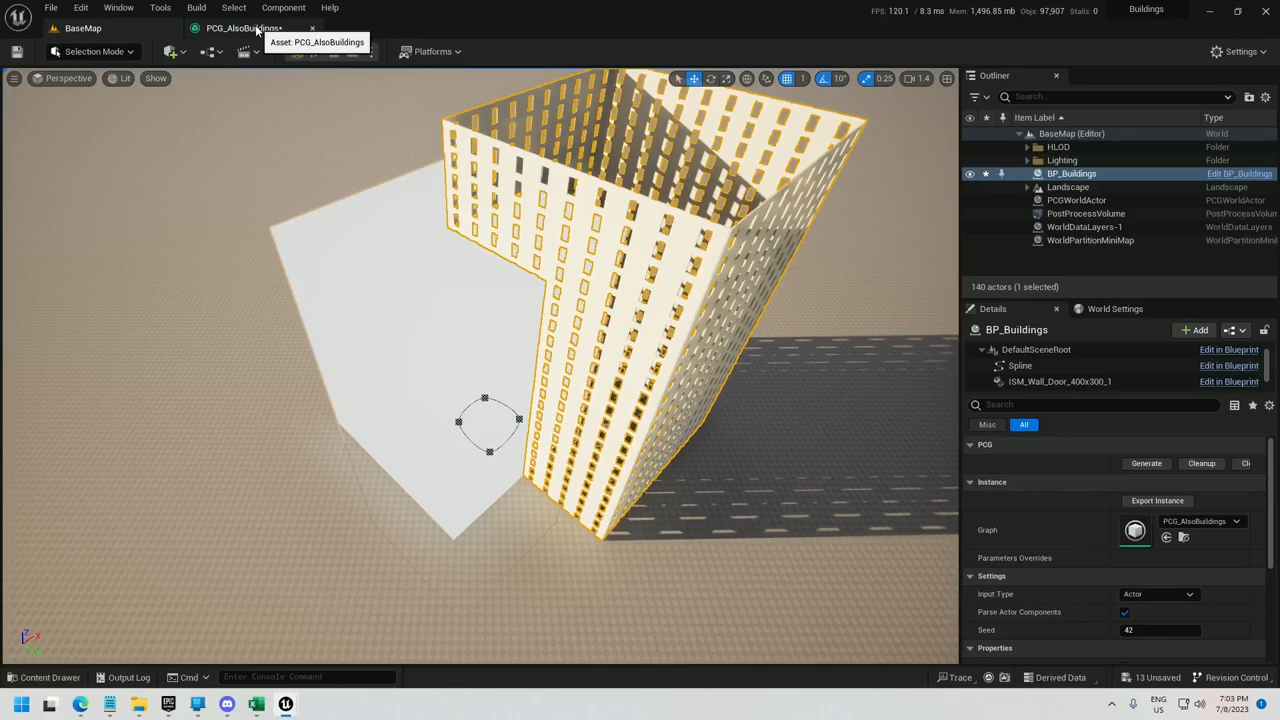 File Edit Window Tools Build Select Component Help
FPS: 120.1 / 8.3 ms Mem: 1,496.85 mb Objs: 97,907 Stalls: 0 Buildings
BaseMap PCG_AlsoBuildings•
Asset: PCG_AlsoBuildings
Selection Mode Platforms Settings
Perspective Lit Show 1 10° 0.25 1.4
Outliner
Search...
Item Label Type
BaseMap (Editor) World
HLOD Folder
Lighting Folder
BP_Buildings Edit BP_Buildings
Landscape Landscape
PCGWorldActor PCGWorldActor
PostProcessVolume PostProcessVolume
WorldDataLayers-1 WorldDataLayers
WorldPartitionMiniMap WorldPartitionMiniMap
140 actors (1 selected)
Details World Settings
BP_Buildings Add
DefaultSceneRoot Edit in Blueprint
Spline Edit in Blueprint
ISM_Wall_Door_400x300_1 Edit in Blueprint
Search
Misc All
PCG
Generate Cleanup
Instance
Export Instance
Graph PCG_AlsoBuildings
Parameters Overrides
Settings
Input Type Actor
Parse Actor Components
Seed 42
Properties
Content Drawer Output Log Cmd Enter Console Command Trace Derived Data 13 Unsaved Revision Control
ENG US 7:03 PM 7/8/2023